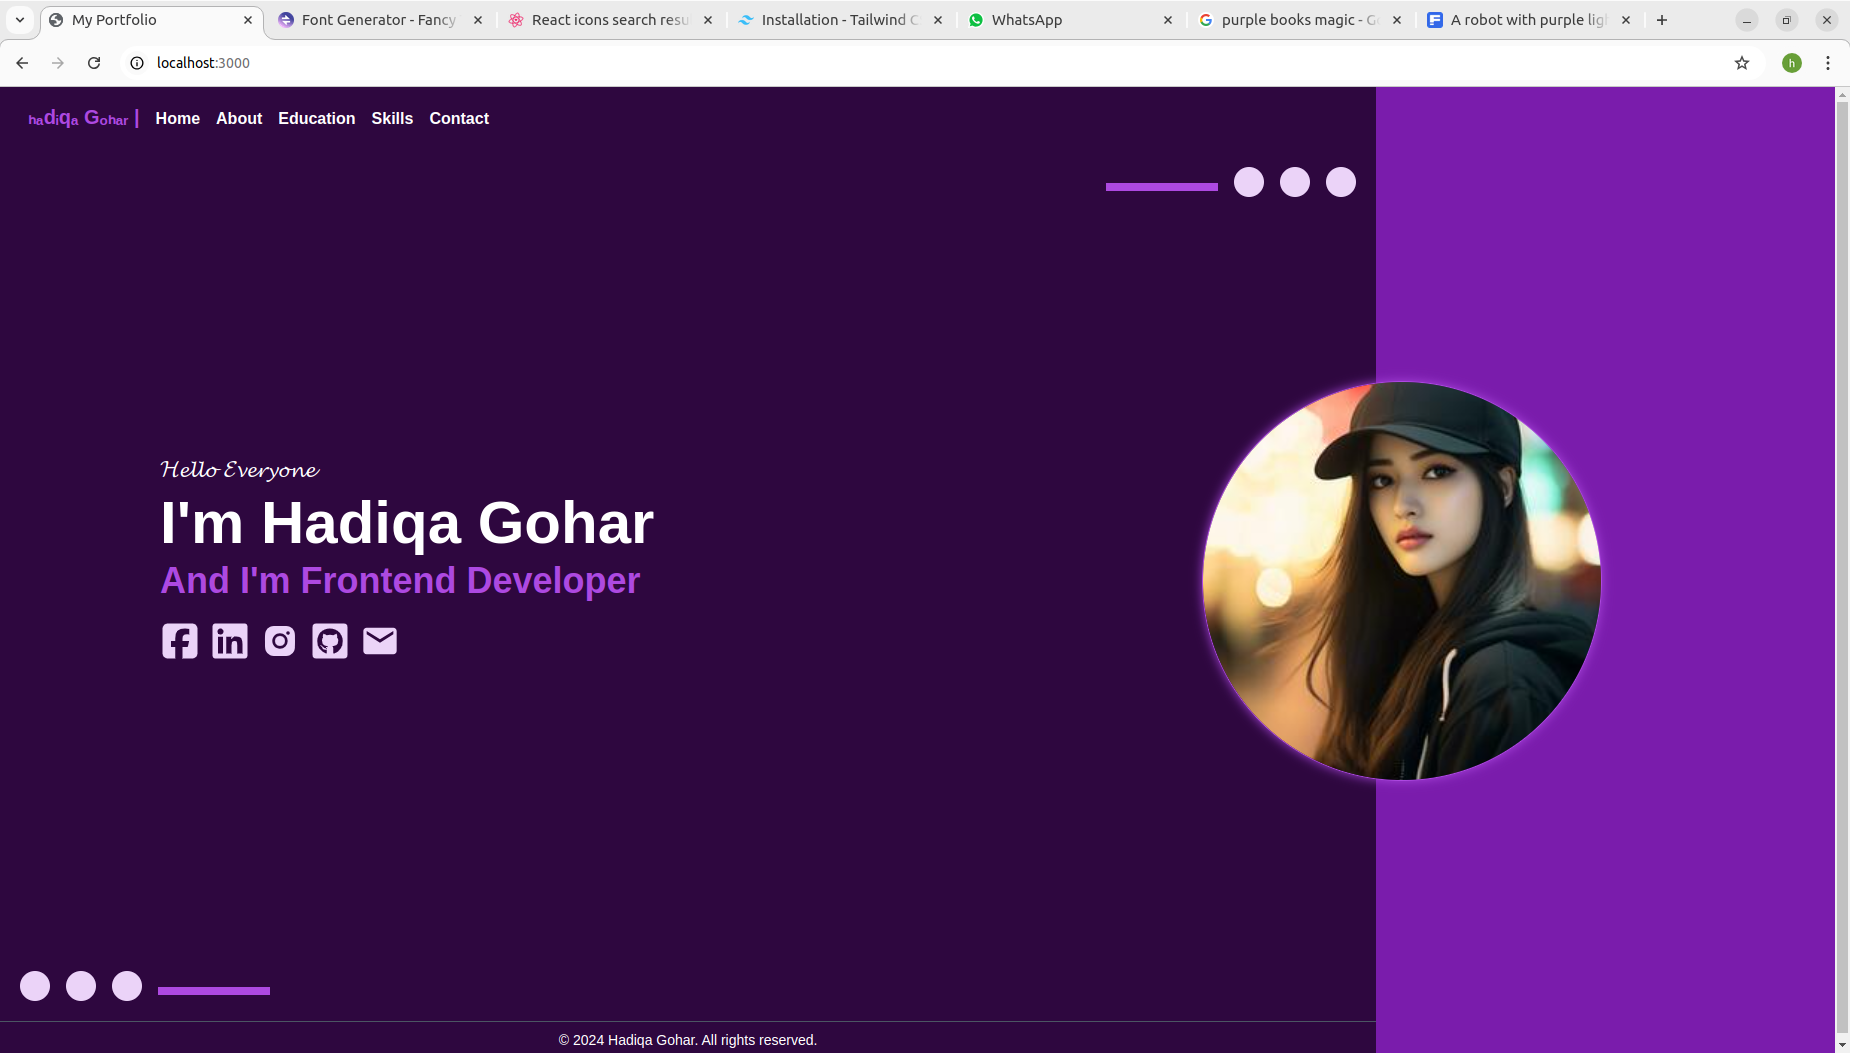 My Portfolio
Font Generator - Fancy
React icons search resu
Installation - Tailwind C
WhatsApp
purple books magic - G
A robot with purple lig
localhost:3000
h
ₕₐdᵢqₐ Gₒₕₐᵣ | Home About Education Skills Contact
𝓗ello 𝓔veryone
I'm Hadiqa Gohar
And I'm Frontend Developer
© 2024 Hadiqa Gohar. All rights reserved.